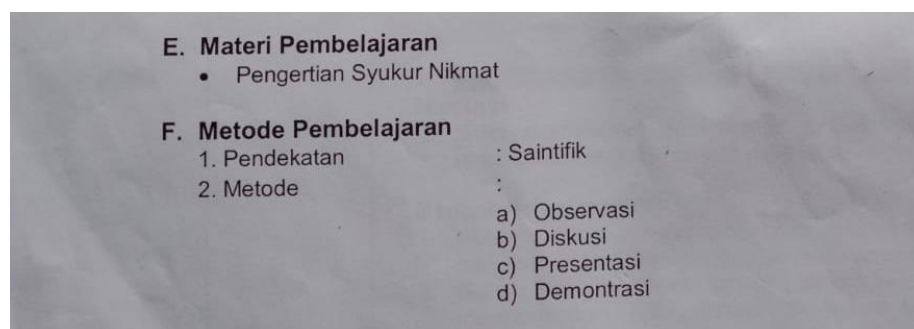 E. Materi Pembelajaran
• Pengertian Syukur Nikmat
F. Metode Pembelajaran
1. Pendekatan : Saintifik
2. Metode :
a) Observasi
b) Diskusi
c) Presentasi
d) Demontrasi